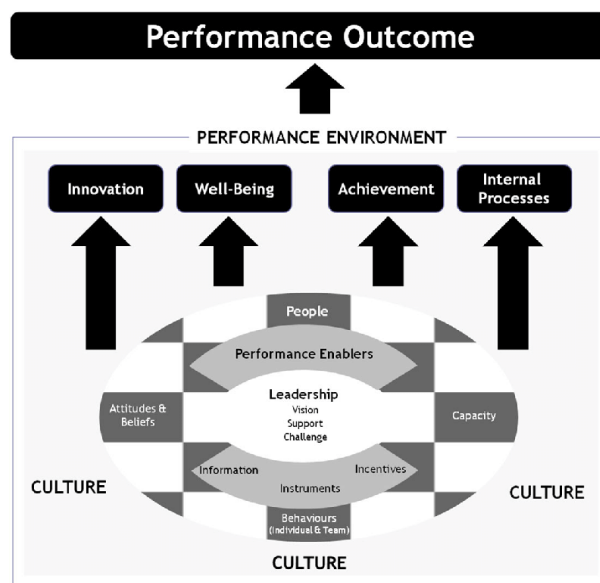 Performance Outcome
PERFORMANCE ENVIRONMENT
Innovation
Well-Being
Achievement
Internal
Processes
People
Performance Enablers
Leadership
Vision
Support
Challenge
Attitudes &
Beliefs
Capacity
Information
Incentives
Instruments
CULTURE
CULTURE
Behaviours
(Individual & Team)
CULTURE